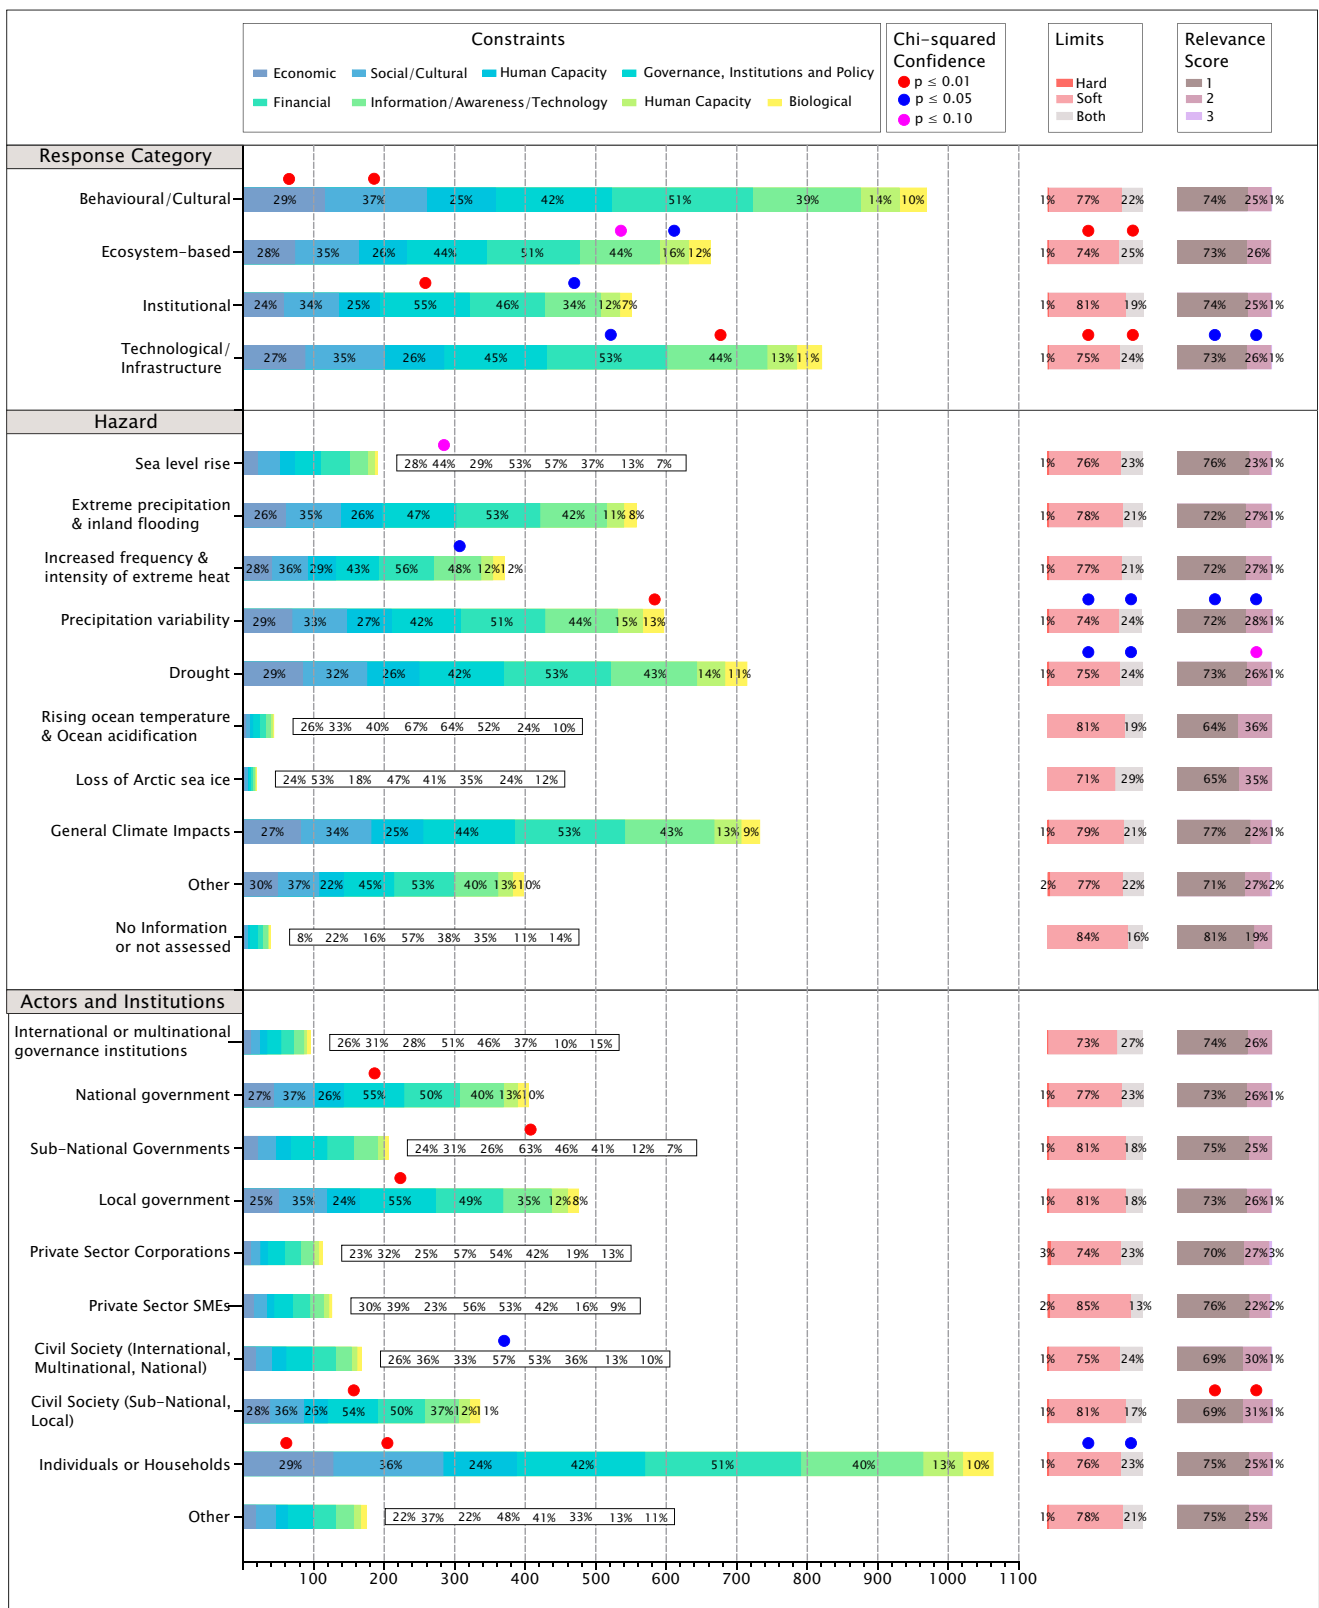 Constraints
Economic Social/Cultural Human Capacity Governance, Institutions and Policy
Financial Information/Awareness/Technology Human Capacity Biological
Chi-squared
Confidence
p ≤ 0.01
p ≤ 0.05
p ≤ 0.10
Limits
Hard
Soft
Both
Relevance
Score
1
2
3
Response Category
Behavioural/Cultural 29% 37% 25% 42% 51% 39% 14% 10% 1% 77% 22% 74% 25% 1%
Ecosystem-based 28% 35% 26% 44% 51% 44% 16% 12% 1% 74% 25% 73% 26%
Institutional 24% 34% 25% 55% 46% 34% 12% 7% 1% 81% 19% 74% 25% 1%
Technological/
Infrastructure 27% 35% 26% 45% 53% 44% 13% 11% 1% 75% 24% 73% 26% 1%
Hazard
Sea level rise 28% 44% 29% 53% 57% 37% 13% 7% 1% 76% 23% 76% 23% 1%
Extreme precipitation
& inland flooding 26% 35% 26% 47% 53% 42% 11% 8% 1% 78% 21% 72% 27% 1%
Increased frequency &
intensity of extreme heat 28% 36% 29% 43% 56% 48% 12% 12% 1% 77% 21% 72% 27% 1%
Precipitation variability 29% 33% 27% 42% 51% 44% 15% 13% 1% 74% 24% 72% 28% 1%
Drought 29% 32% 26% 42% 53% 43% 14% 11% 1% 75% 24% 73% 26% 1%
Rising ocean temperature
& Ocean acidification 26% 33% 40% 67% 64% 52% 24% 10% 81% 19% 64% 36%
Loss of Arctic sea ice 24% 53% 18% 47% 41% 35% 24% 12% 71% 29% 65% 35%
General Climate Impacts 27% 34% 25% 44% 53% 43% 13% 9% 1% 79% 21% 77% 22% 1%
Other 30% 37% 22% 45% 53% 40% 13% 10% 2% 77% 22% 71% 27% 2%
No Information
or not assessed 8% 22% 16% 57% 38% 35% 11% 14% 84% 16% 81% 19%
Actors and Institutions
International or multinational
governance institutions 26% 31% 28% 51% 46% 37% 10% 15% 73% 27% 74% 26%
National government 27% 37% 26% 55% 50% 40% 13% 10% 1% 77% 23% 73% 26% 1%
Sub-National Governments 24% 31% 26% 63% 46% 41% 12% 7% 1% 81% 18% 75% 25%
Local government 25% 35% 24% 55% 49% 35% 12% 8% 1% 81% 18% 73% 26% 1%
Private Sector Corporations 23% 32% 25% 57% 54% 42% 19% 13% 3% 74% 23% 70% 27% 3%
Private Sector SMEs 30% 39% 23% 56% 53% 42% 16% 9% 2% 85% 13% 76% 22% 2%
Civil Society (International,
Multinational, National) 26% 36% 33% 57% 53% 36% 13% 10% 1% 75% 24% 69% 30% 1%
Civil Society (Sub-National,
Local) 28% 36% 26% 54% 50% 37% 12% 11% 1% 81% 17% 69% 31% 1%
Individuals or Households 29% 36% 24% 42% 51% 40% 13% 10% 1% 76% 23% 75% 25% 1%
Other 22% 37% 22% 48% 41% 33% 13% 11% 1% 78% 21% 75% 25%
100 200 300 400 500 600 700 800 900 1000 1100